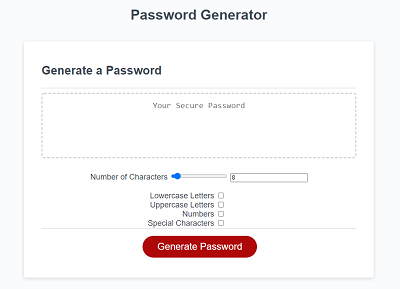 Password Generator
Generate a Password
Your Secure Password
Number of Characters 8
Lowercase Letters
Uppercase Letters
Numbers
Special Characters
Generate Password